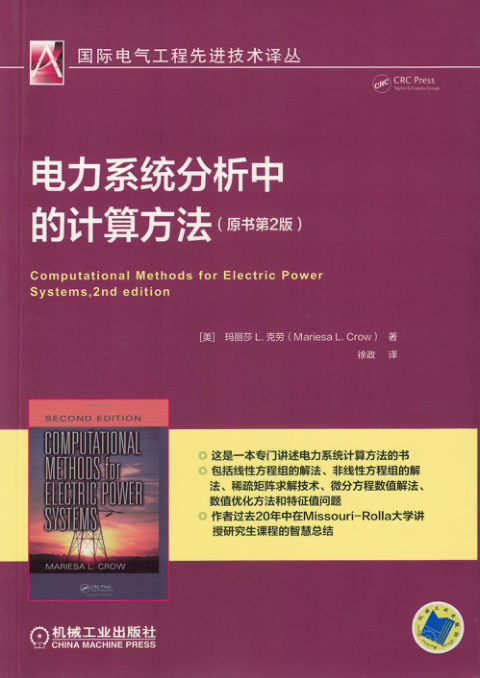 国际电气工程先进技术译丛
CRC
CRC Press
Taylor & Francis Group
电力系统分析中
的计算方法（原书第2版）
Computational Methods for Electric Power
Systems,2nd edition
［美］ 玛丽莎 L. 克劳（Mariesa L. Crow） 著
徐政 译
SECOND EDITION
COMPUTATIONAL
METHODS for
ELECTRIC POWER
SYSTEMS
MARIESA L. CROW
CRC Press
这是一本专门讲述电力系统计算方法的书
包括线性方程组的解法、非线性方程组的解
法、稀疏矩阵求解技术、微分方程数值解法、
数值优化方法和特征值问题
作者过去20年中在Missouri-Rolla大学讲
授研究生课程的智慧总结
机械工业出版社
CHINA MACHINE PRESS